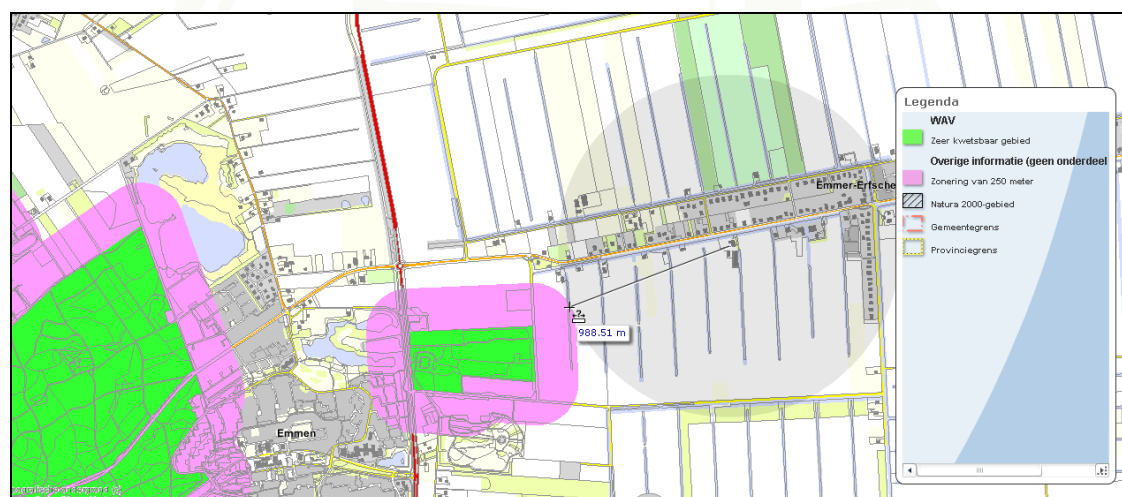 Legenda
WAV
Zeer kwetsbaar gebied
Overige informatie (geen onderdeel
Zonering van 250 meter
Natura 2000-gebied
Gemeentegrens
Provinciegrens
Emmer-Erfsche
988.51 m
Emmen